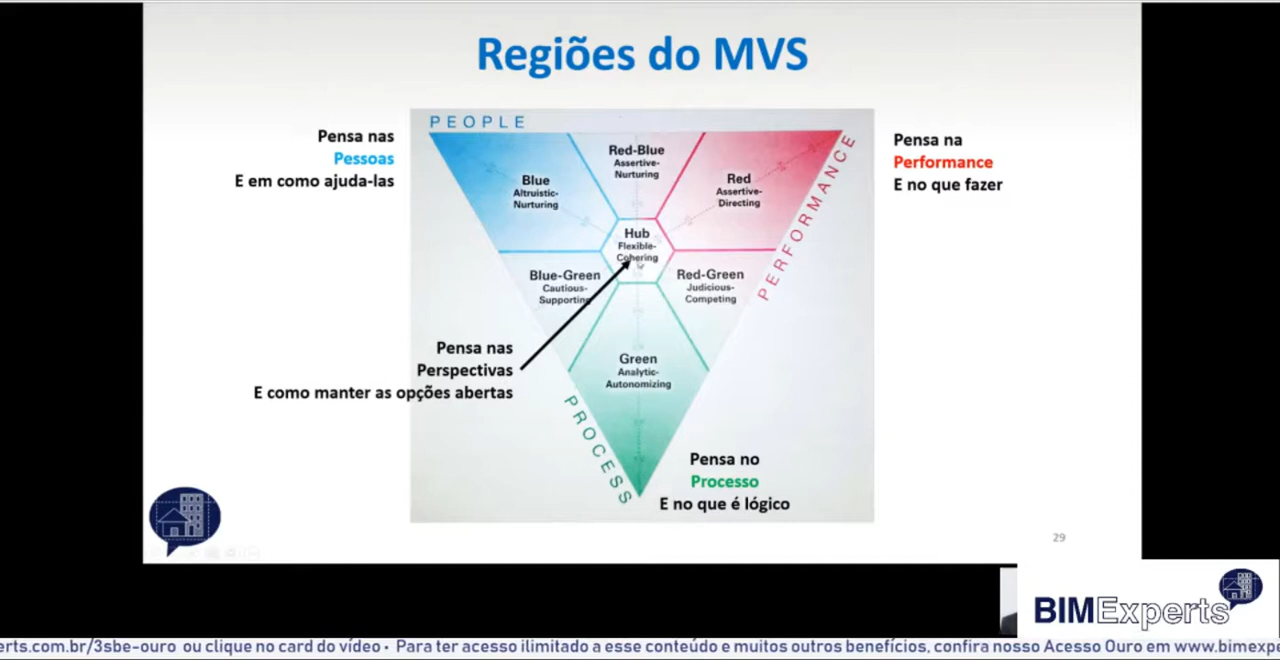 Regiões do MVS
PEOPLE
Pensa nas
Pessoas
E em como ajuda-las
Red-Blue
Assertive-
Nurturing
Blue
Altruistic-
Nurturing
Red
Assertive-
Directing
PERFORMANCE
Pensa na
Performance
E no que fazer
Hub
Flexible-
Cohering
Blue-Green
Cautious-
Supporting
Red-Green
Judicious-
Competing
Pensa nas
Perspectivas
E como manter as opções abertas
Green
Analytic-
Autonomizing
PROCESS
Pensa no
Processo
E no que é lógico
29
BIMExperts
erts.com.br/3sbe-ouro ou clique no card do vídeo • Para ter acesso ilimitado a esse conteúdo e muitos outros benefícios, confira nosso Acesso Ouro em www.bimexpe